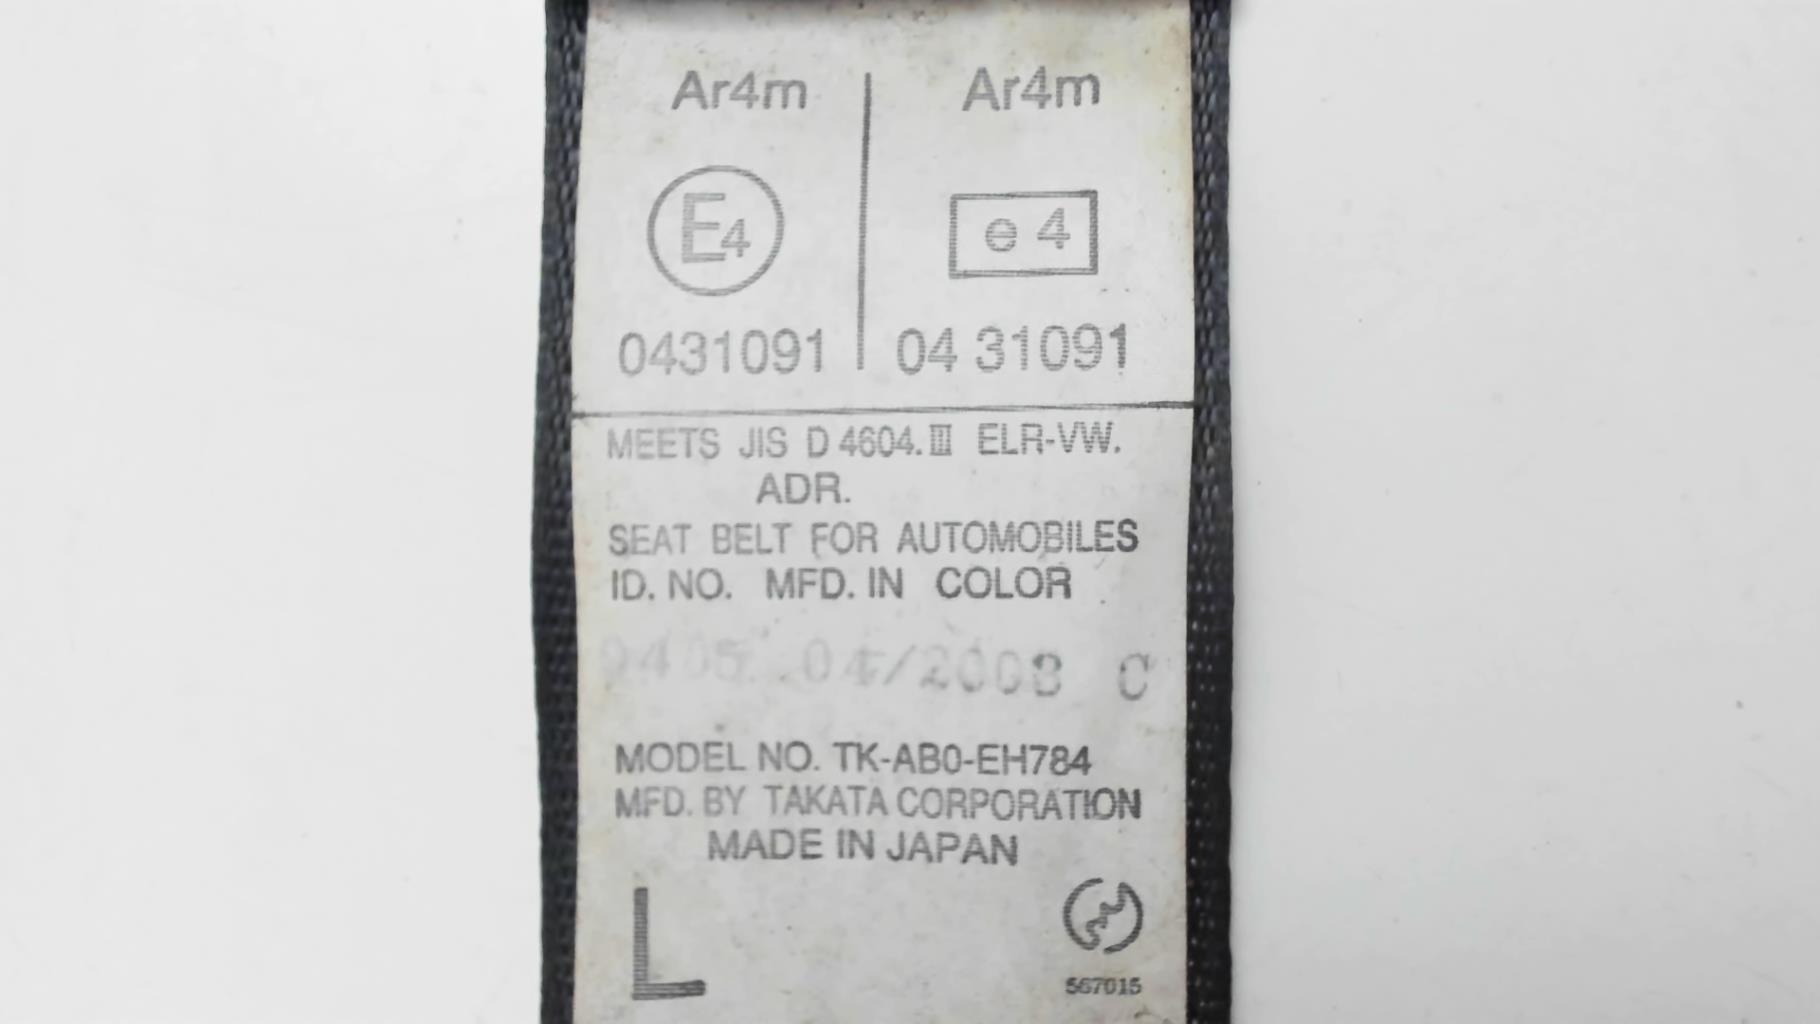 Ar4m Ar4m
E4 e 4
0431091 04 31091
MEETS JIS D 4604.Ⅲ ELR-VW.
ADR.
SEAT BELT FOR AUTOMOBILES
ID. NO. MFD. IN COLOR
04/2008 C
MODEL NO. TK-AB0-EH784
MFD. BY TAKATA CORPORATION
MADE IN JAPAN
L
567015